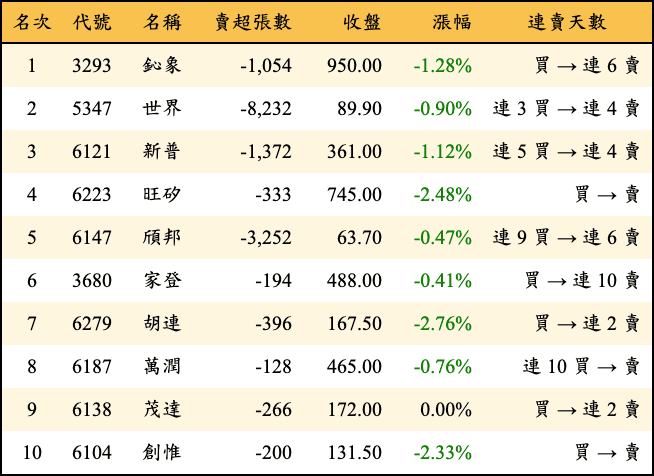 名次 代號 名稱 賣超張數 收盤 漲幅 連賣天數
1 3293 鈊象 -1,054 950.00 -1.28% 買 → 連 6 賣
2 5347 世界 -8,232 89.90 -0.90% 連 3 買 → 連 4 賣
3 6121 新普 -1,372 361.00 -1.12% 連 5 買 → 連 4 賣
4 6223 旺矽 -333 745.00 -2.48% 買 → 賣
5 6147 頎邦 -3,252 63.70 -0.47% 連 9 買 → 連 6 賣
6 3680 家登 -194 488.00 -0.41% 買 → 連 10 賣
7 6279 胡連 -396 167.50 -2.76% 買 → 連 2 賣
8 6187 萬潤 -128 465.00 -0.76% 連 10 買 → 賣
9 6138 茂達 -266 172.00 0.00% 買 → 連 2 賣
10 6104 創惟 -200 131.50 -2.33% 買 → 賣